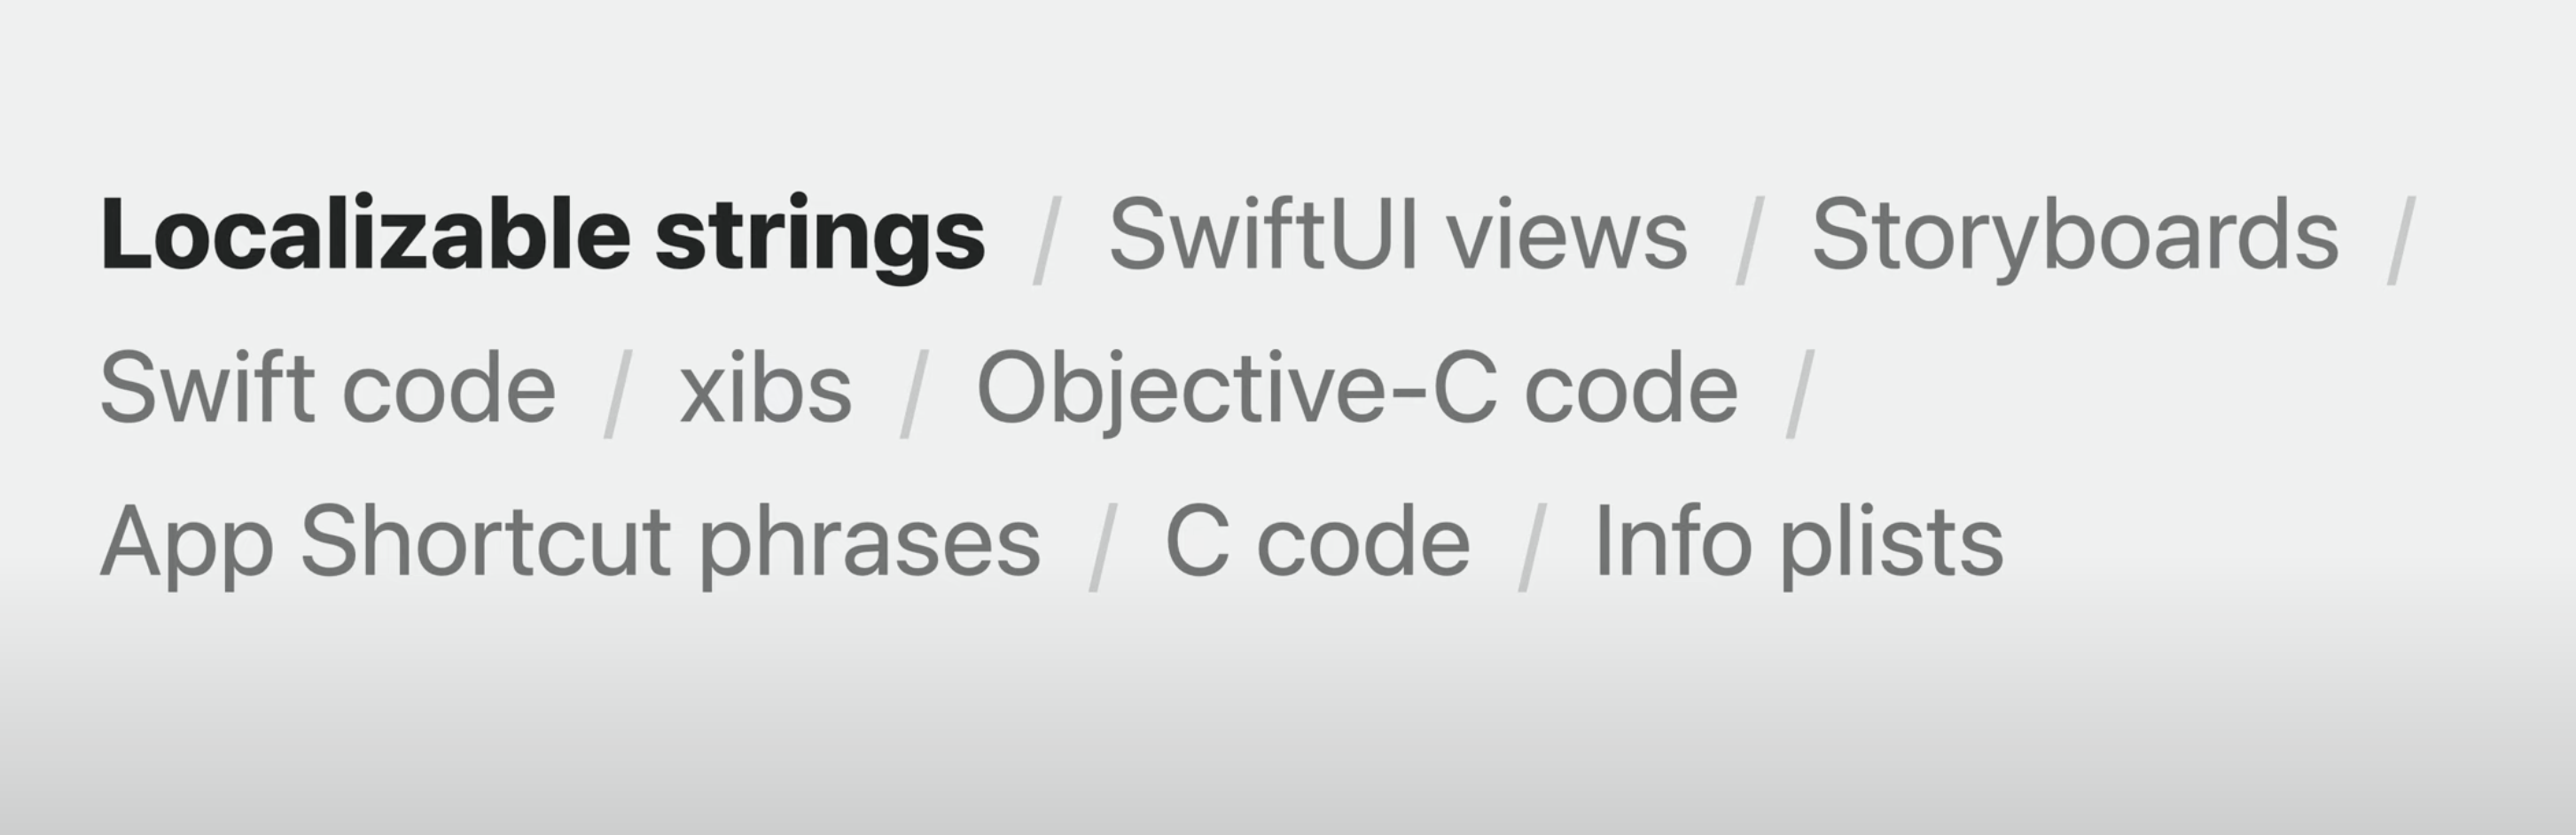 Localizable strings / SwiftUI views / Storyboards /
Swift code / xibs / Objective-C code /
App Shortcut phrases / C code / Info plists